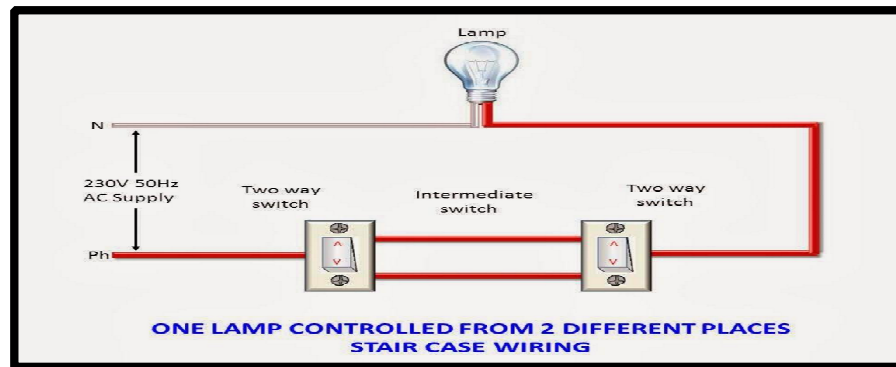 Lamp
N
230V 50Hz
AC Supply
Two way
switch
Intermediate
switch
Two way
switch
Ph
ONE LAMP CONTROLLED FROM 2 DIFFERENT PLACES
STAIR CASE WIRING